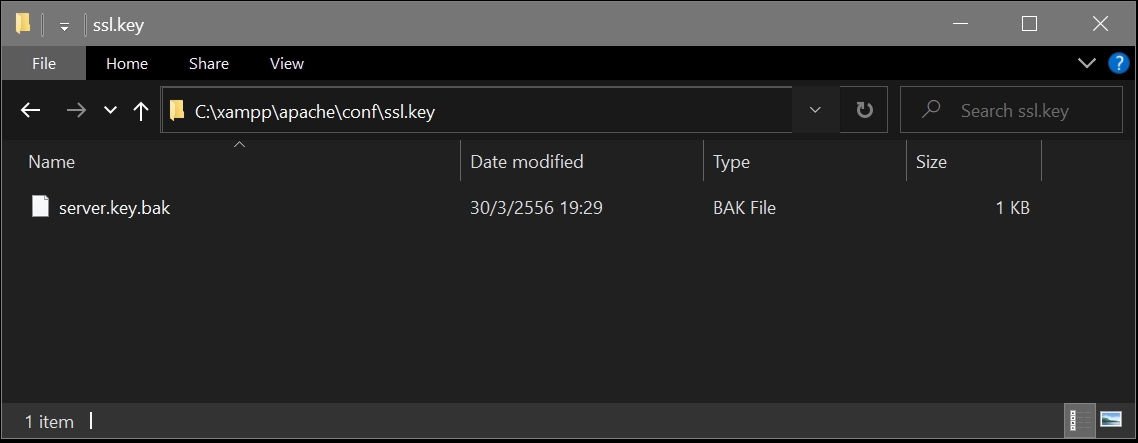 ssl.key
File Home Share View ?
C:\xampp\apache\conf\ssl.key Search ssl.key
Name Date modified Type Size
server.key.bak 30/3/2556 19:29 BAK File 1 KB
1 item